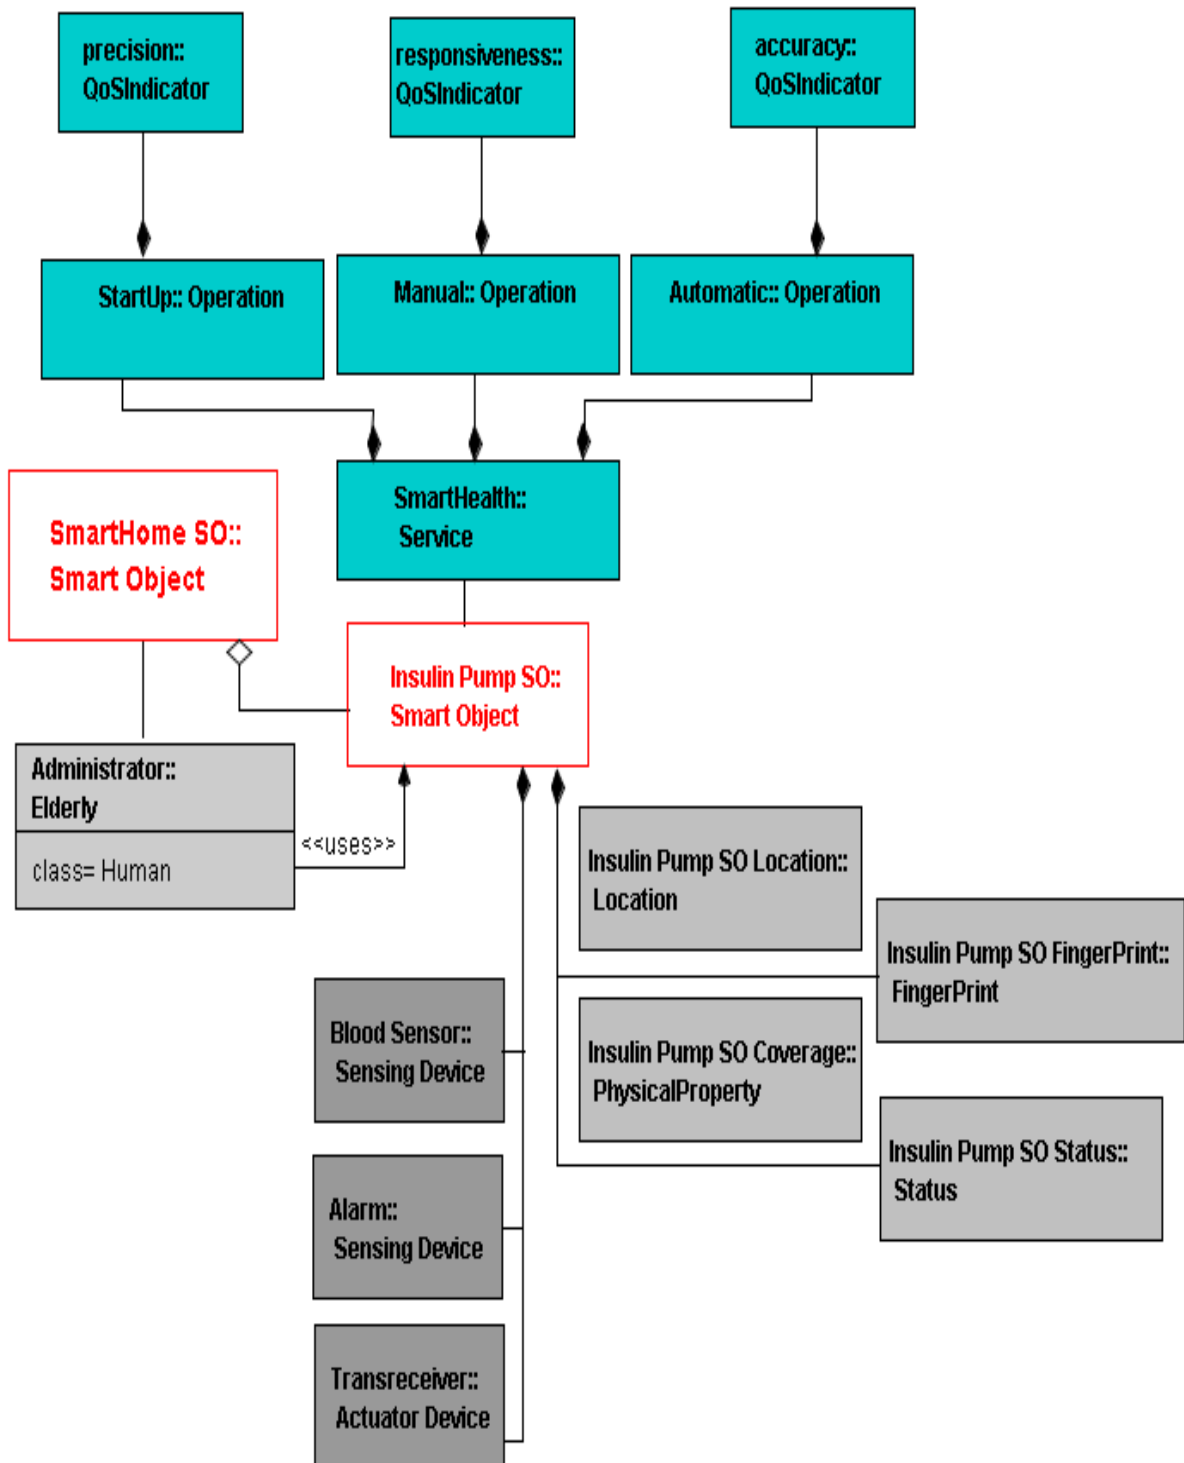 precision::
QoSIndicator
responsiveness::
QoSIndicator
accuracy::
QoSIndicator
StartUp:: Operation
Manual:: Operation
Automatic:: Operation
SmartHealth::
Service
SmartHome SO::
Smart Object
Insulin Pump SO::
Smart Object
Administrator::
Elderly
class= Human
<<uses>>
Insulin Pump SO Location::
Location
Insulin Pump SO FingerPrint::
FingerPrint
Blood Sensor::
Sensing Device
Insulin Pump SO Coverage::
PhysicalProperty
Insulin Pump SO Status::
Status
Alarm::
Sensing Device
Transreceiver::
Actuator Device